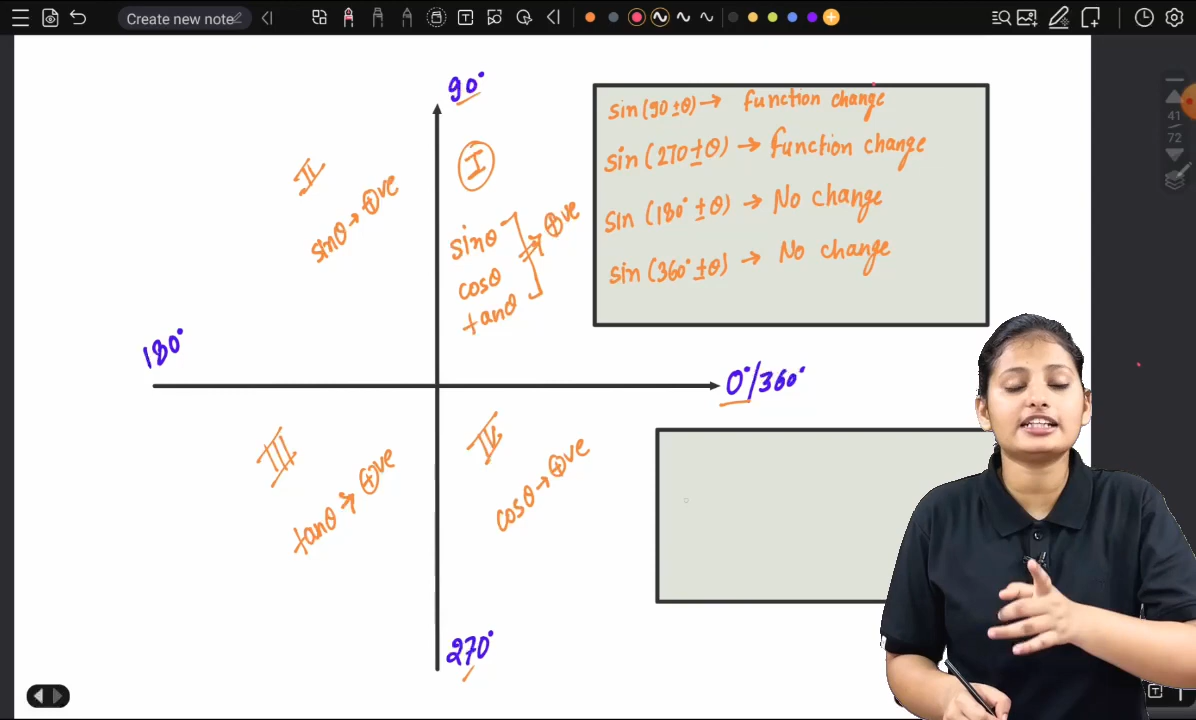 Create new note
90°
I
II
sinθ → ⊕ve
sinθ
cosθ
tanθ
→ ⊕ve
sin(90±θ) → function change
sin(270±θ) → function change
sin(180°±θ) → No change
sin(360°±θ) → No change
41
72
180°
0°/360°
III
tanθ → ⊕ve
IV
cosθ → ⊕ve
270°